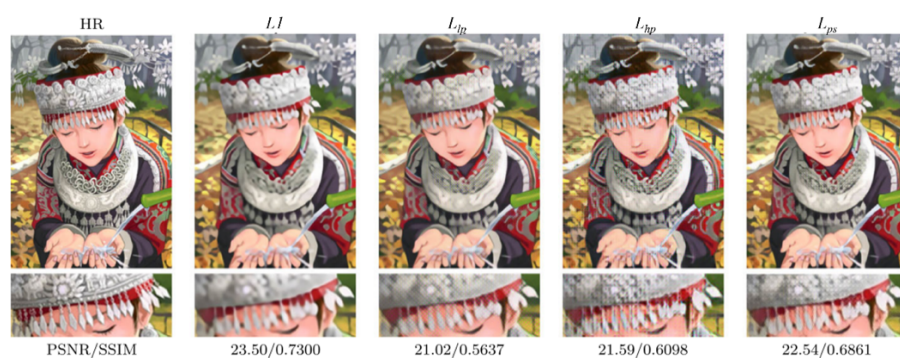 HR L1 L_lg L_hp L_ps
PSNR/SSIM 23.50/0.7300 21.02/0.5637 21.59/0.6098 22.54/0.6861